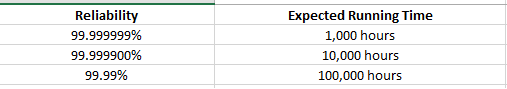 Reliability Expected Running Time
99.999999% 1,000 hours
99.999900% 10,000 hours
99.99% 100,000 hours